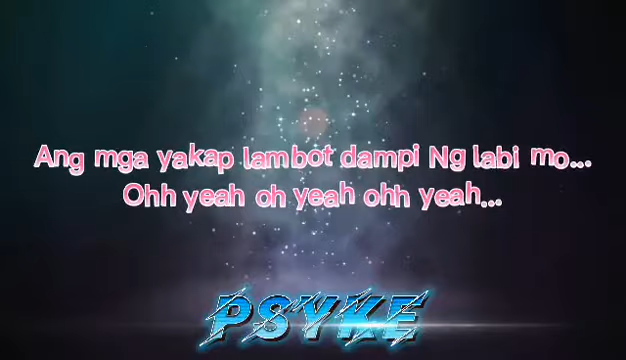 Ang mga yakap lambot dampi Ng labi mo...
Ohh yeah oh yeah ohh yeah...
PSYKE